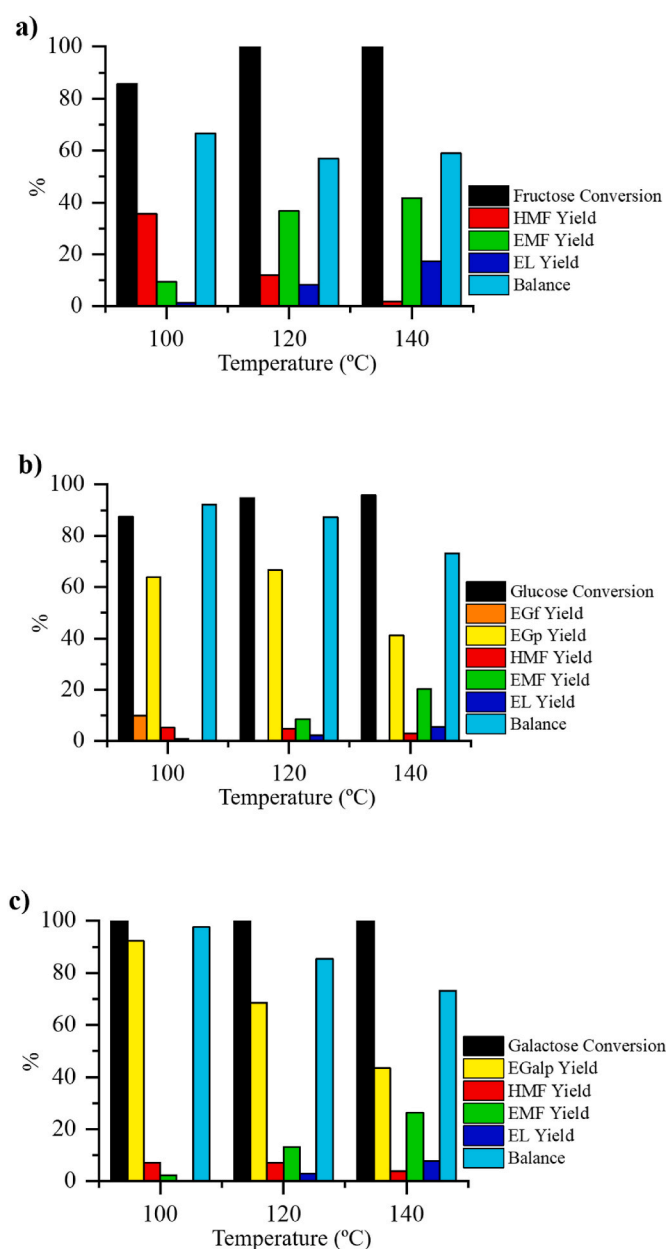 a)
100
80
60
40
20
0
%
100 120 140
Temperature (ºC)
Fructose Conversion
HMF Yield
EMF Yield
EL Yield
Balance
b)
100
80
60
40
20
0
%
100 120 140
Temperature (ºC)
Glucose Conversion
EGf Yield
EGp Yield
HMF Yield
EMF Yield
EL Yield
Balance
c)
100
80
60
40
20
0
%
100 120 140
Temperature (ºC)
Galactose Conversion
EGalp Yield
HMF Yield
EMF Yield
EL Yield
Balance